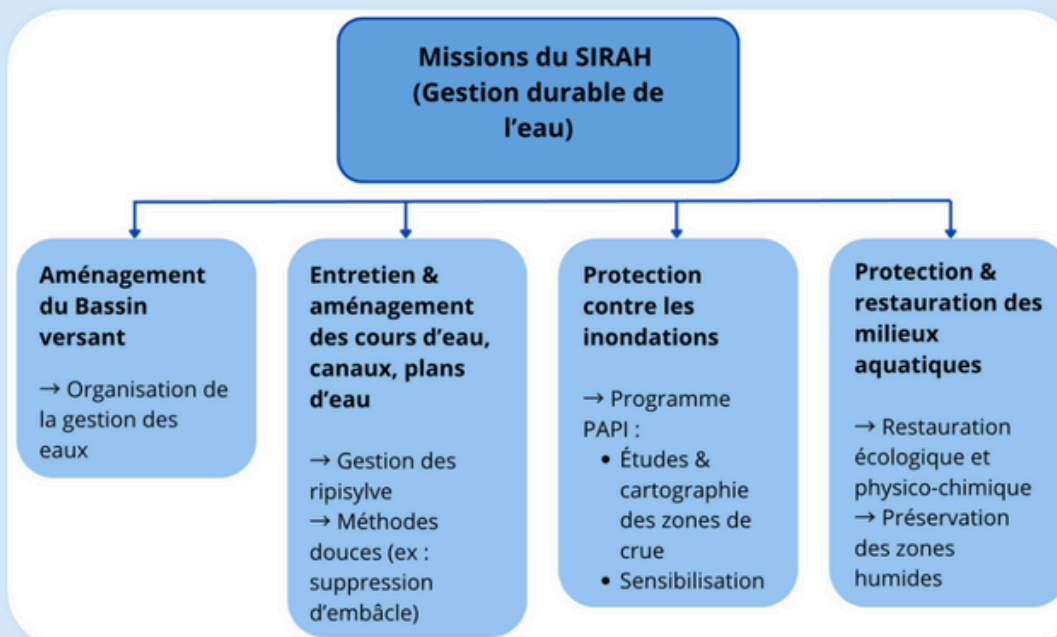 Missions du SIRAH
(Gestion durable de
l'eau)
Aménagement
du Bassin
versant
→ Organisation de
la gestion des
eaux
Entretien &
aménagement
des cours d'eau,
canaux, plans
d'eau
→ Gestion des
ripisylve
→ Méthodes
douces (ex :
suppression
d'embâcle)
Protection
contre les
inondations
→ Programme
PAPI :
• Études &
cartographie
des zones de
crue
• Sensibilisation
Protection &
restauration des
milieux
aquatiques
→ Restauration
écologique et
physico-chimique
→ Préservation
des zones
humides